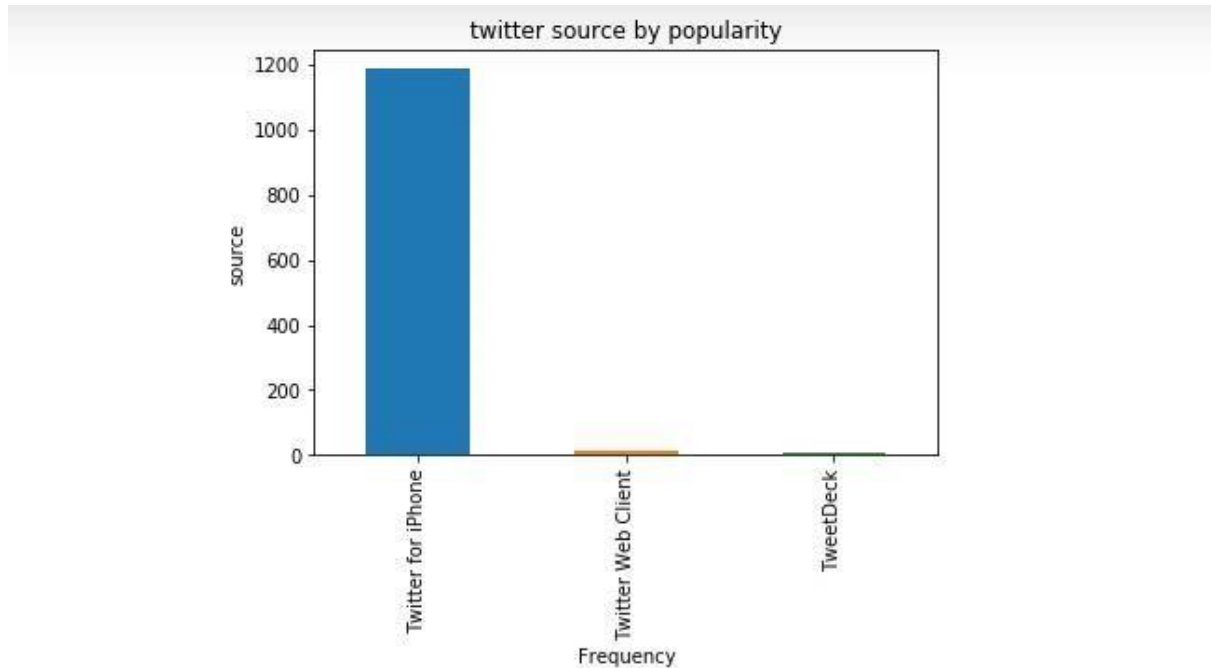 twitter source by popularity
1200
1000
800
600
400
200
0
source
Twitter for iPhone
Twitter Web Client
TweetDeck
Frequency